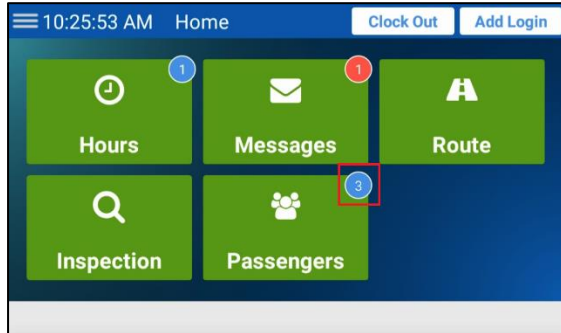 10:25:53 AM Home Clock Out Add Login
1 1
Hours Messages Route
3
Inspection Passengers